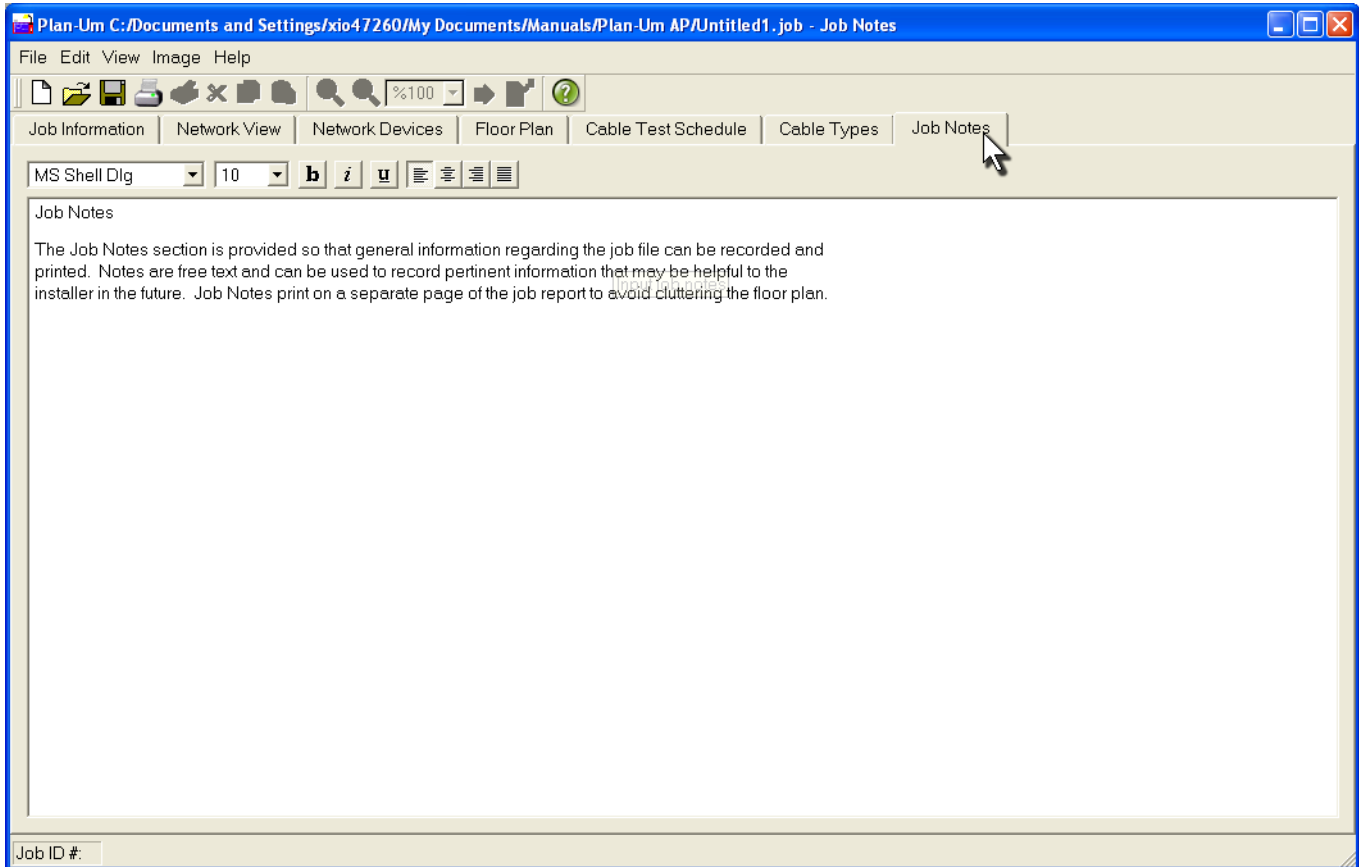 Plan-Um C:/Documents and Settings/xio47260/My Documents/Manuals/Plan-Um AP/Untitled1.job - Job Notes
File Edit View Image Help
%100
Job Information Network View Network Devices Floor Plan Cable Test Schedule Cable Types Job Notes
MS Shell Dlg 10 b i u
Job Notes
The Job Notes section is provided so that general information regarding the job file can be recorded and
printed. Notes are free text and can be used to record pertinent information that may be helpful to the
Input job notes
installer in the future. Job Notes print on a separate page of the job report to avoid cluttering the floor plan.
Job ID #: